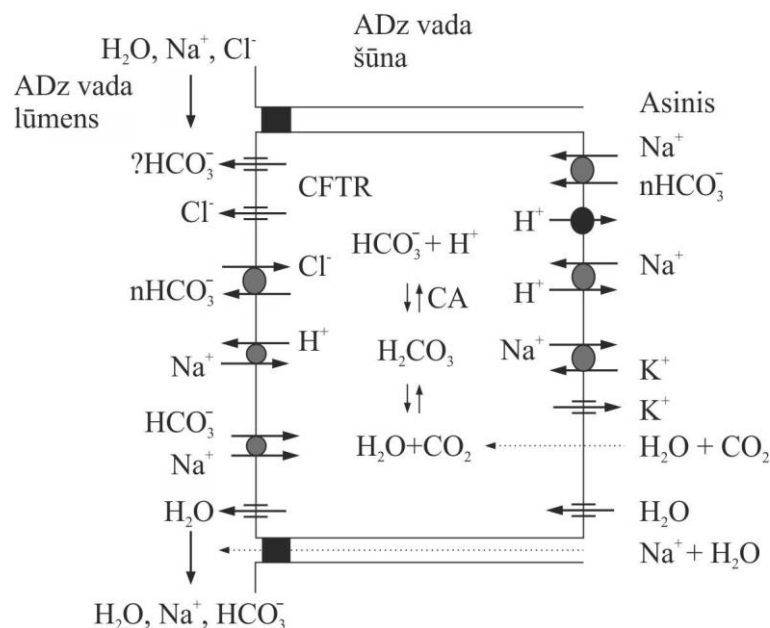 H₂O, Na⁺, Cl⁻
ADz vada
šūna
ADz vada
lūmens
Asinis
Na⁺
?HCO₃⁻
nHCO₃⁻
CFTR
Cl⁻
H⁺
HCO₃⁻ + H⁺
Cl⁻
Na⁺
nHCO₃⁻
CA
H⁺
H⁺
H₂CO₃
Na⁺
Na⁺
K⁺
K⁺
HCO₃⁻
H₂O+CO₂
H₂O + CO₂
Na⁺
H₂O
H₂O
Na⁺ + H₂O
H₂O, Na⁺, HCO₃⁻